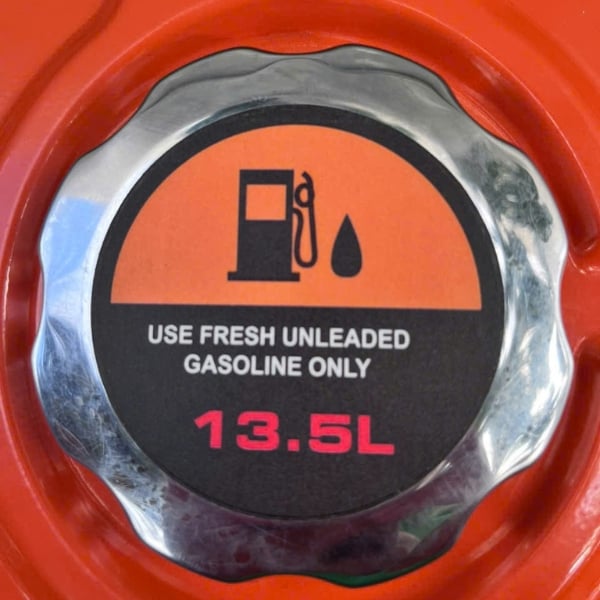 USE FRESH UNLEADED
GASOLINE ONLY
13.5L